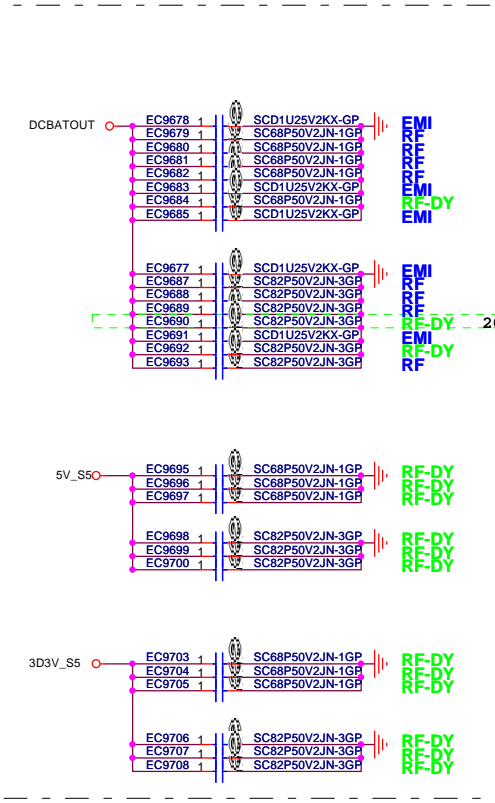 DCBATOUT
EC9678 1 SCD1U25V2KX-GP EMI
EC9679 1 SC68P50V2JN-1GP RF
EC9680 1 SC68P50V2JN-1GP RF
EC9681 1 SC68P50V2JN-1GP RF
EC9682 1 SC68P50V2JN-1GP RF
EC9683 1 SCD1U25V2KX-GP EMI
EC9684 1 SC68P50V2JN-1GP RF-DY
EC9685 1 SCD1U25V2KX-GP EMI
EC9677 1 SCD1U25V2KX-GP EMI
EC9687 1 SC82P50V2JN-3GP RF
EC9688 1 SC82P50V2JN-3GP RF
EC9689 1 SC82P50V2JN-3GP RF
EC9690 1 SC82P50V2JN-3GP RF-DY
EC9691 1 SCD1U25V2KX-GP EMI
EC9692 1 SC82P50V2JN-3GP RF-DY
EC9693 1 SC82P50V2JN-3GP RF
5V_S5
EC9695 1 SC68P50V2JN-1GP RF-DY
EC9696 1 SC68P50V2JN-1GP RF-DY
EC9697 1 SC68P50V2JN-1GP RF-DY
EC9698 1 SC82P50V2JN-3GP RF-DY
EC9699 1 SC82P50V2JN-3GP RF-DY
EC9700 1 SC82P50V2JN-3GP RF-DY
3D3V_S5
EC9703 1 SC68P50V2JN-1GP RF-DY
EC9704 1 SC68P50V2JN-1GP RF-DY
EC9705 1 SC68P50V2JN-1GP RF-DY
EC9706 1 SC82P50V2JN-3GP RF-DY
EC9707 1 SC82P50V2JN-3GP RF-DY
EC9708 1 SC82P50V2JN-3GP RF-DY